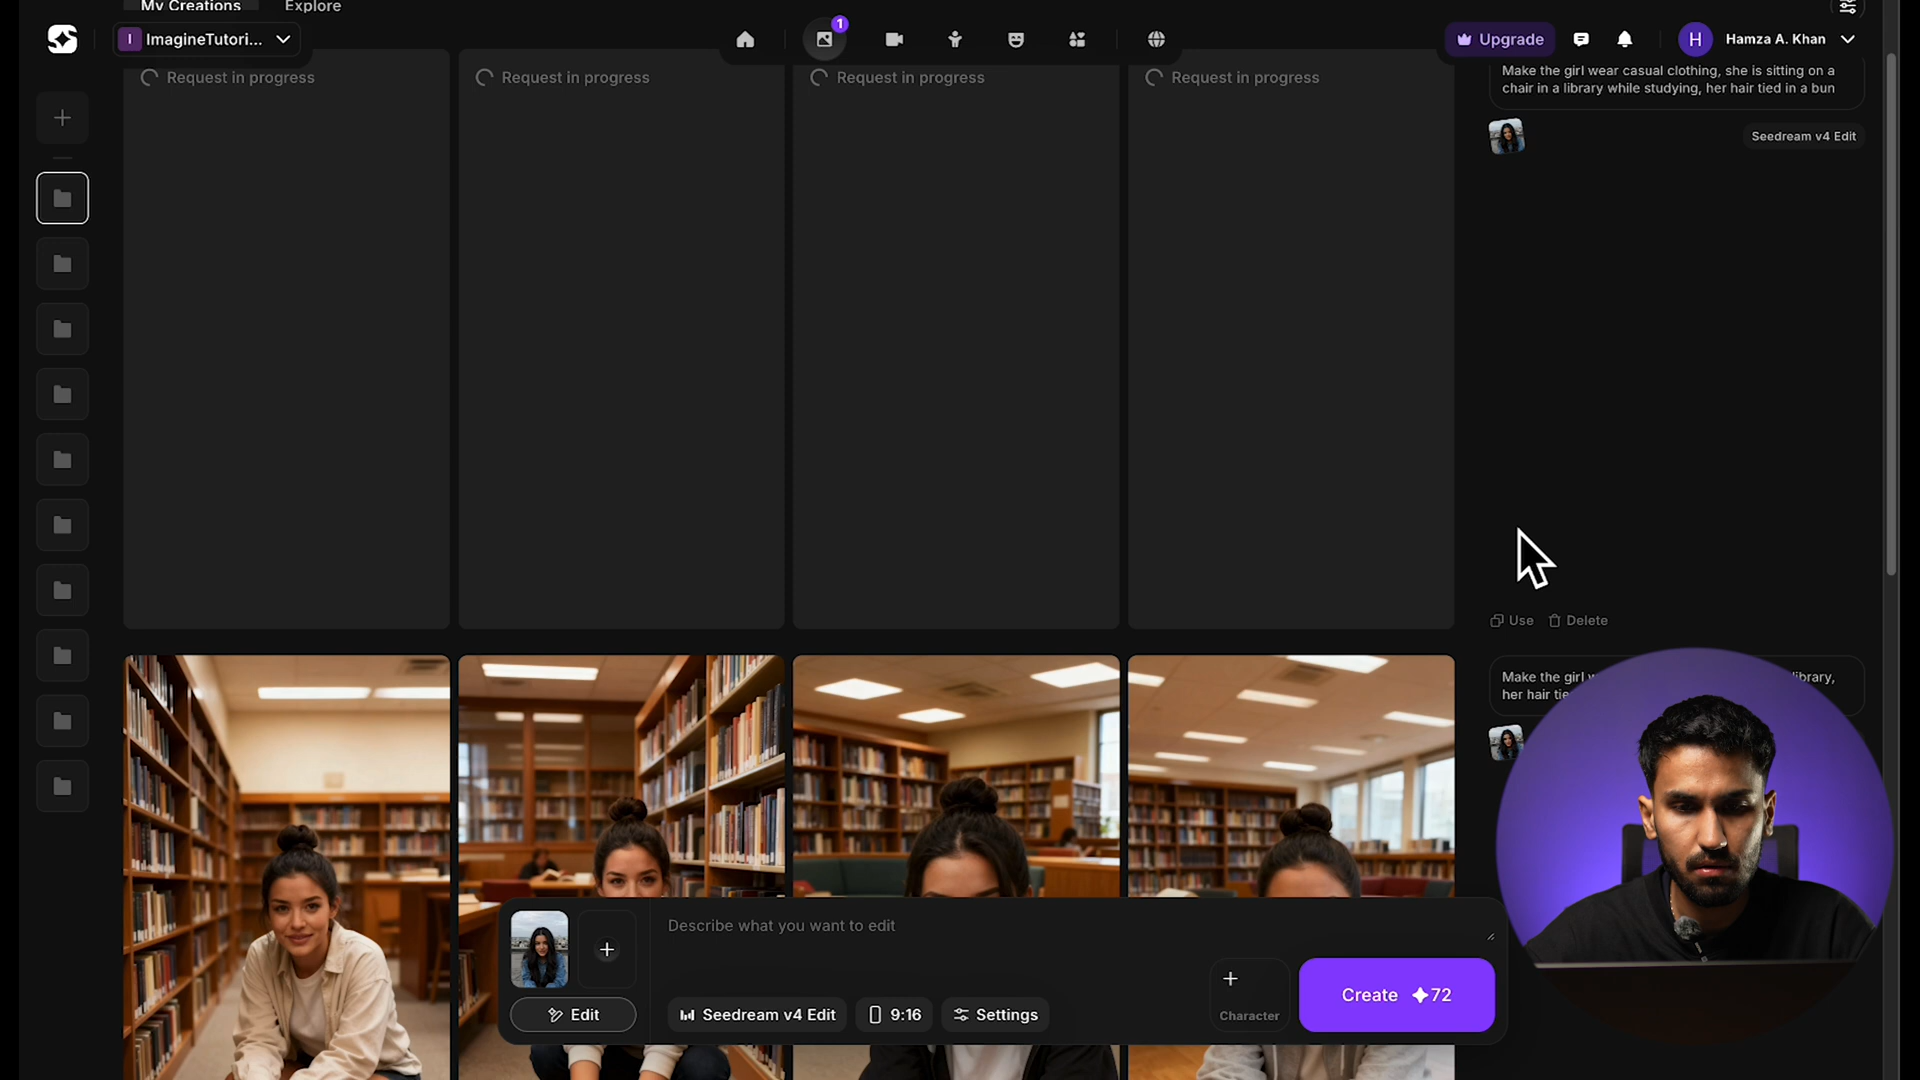 My Creations
Explore
I ImagineTutori...
1
Upgrade
H
Hamza A. Khan
Request in progress
Request in progress
Request in progress
Request in progress
Make the girl wear casual clothing, she is sitting on a
chair in a library while studying, her hair tied in a bun
Seedream v4 Edit
Use
Delete
Make the girl
library,
her hair
Describe what you want to edit
Edit
Seedream v4 Edit
9:16
Settings
Character
Create 72